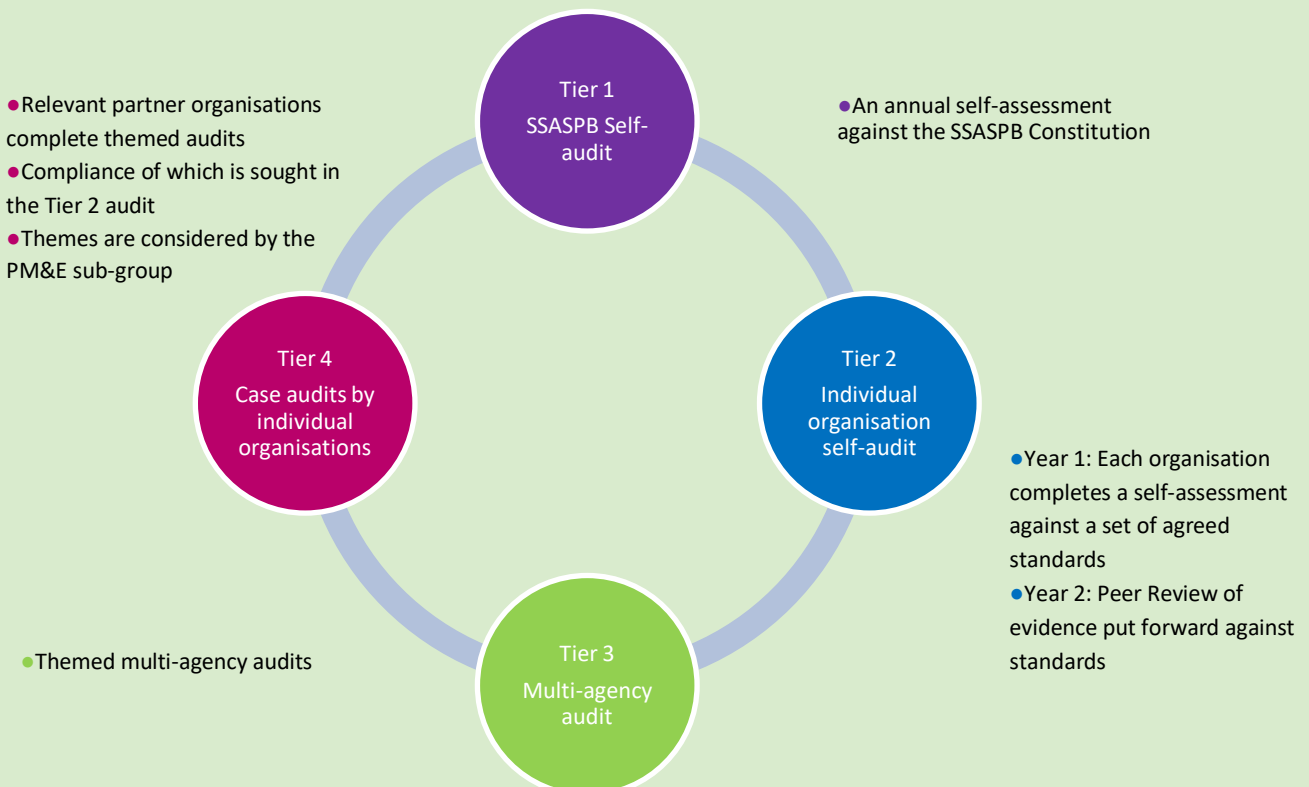 Tier 1
SSASPB Self-
audit
●An annual self-assessment
against the SSASPB Constitution
Tier 2
Individual
organisation
self-audit
●Year 1: Each organisation
completes a self-assessment
against a set of agreed
standards
●Year 2: Peer Review of
evidence put forward against
standards
Tier 3
Multi-agency
audit
●Themed multi-agency audits
Tier 4
Case audits by
individual
organisations
●Relevant partner organisations
complete themed audits
●Compliance of which is sought in
the Tier 2 audit
●Themes are considered by the
PM&E sub-group